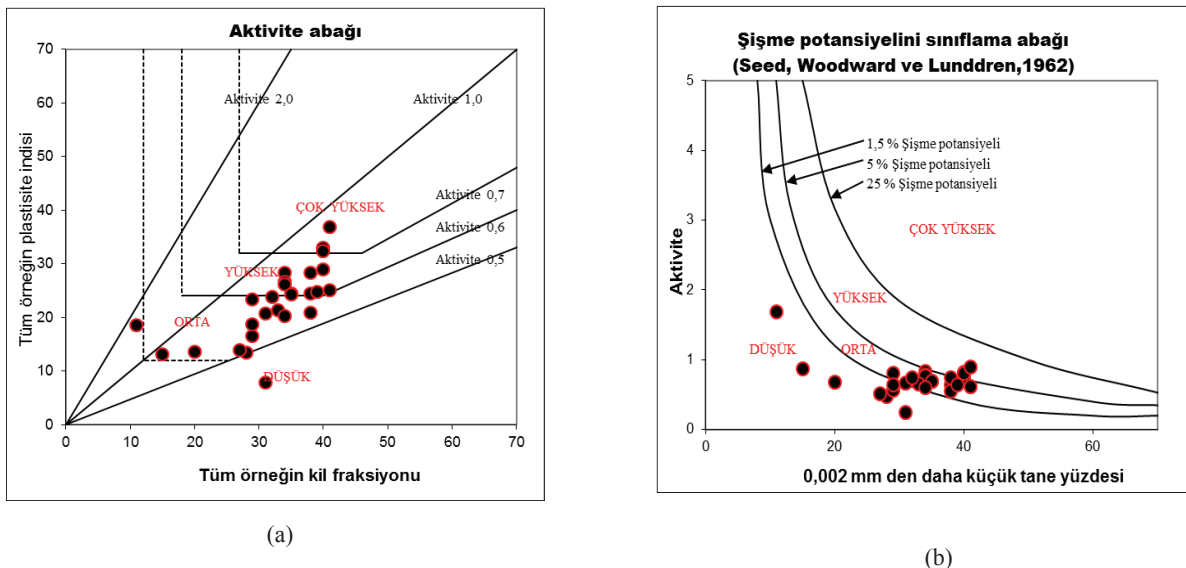 Aktivite abağı
70
60
50
40
30
20
10
0
Tüm örneğin plastisite indisi
Aktivite 2,0
Aktivite 1,0
Aktivite 0,7
Aktivite 0,6
Aktivite 0,5
ÇOK YÜKSEK
YÜKSEK
ORTA
DÜŞÜK
0 10 20 30 40 50 60 70
Tüm örneğin kil fraksiyonu
(a)
Şişme potansiyelini sınıflama abağı
(Seed, Woodward ve Lunddren,1962)
5
4
3
2
1
0
Aktivite
1,5 % Şişme potansiyeli
5 % Şişme potansiyeli
25 % Şişme potansiyeli
ÇOK YÜKSEK
YÜKSEK
DÜŞÜK
ORTA
0 20 40 60
0,002 mm den daha küçük tane yüzdesi
(b)